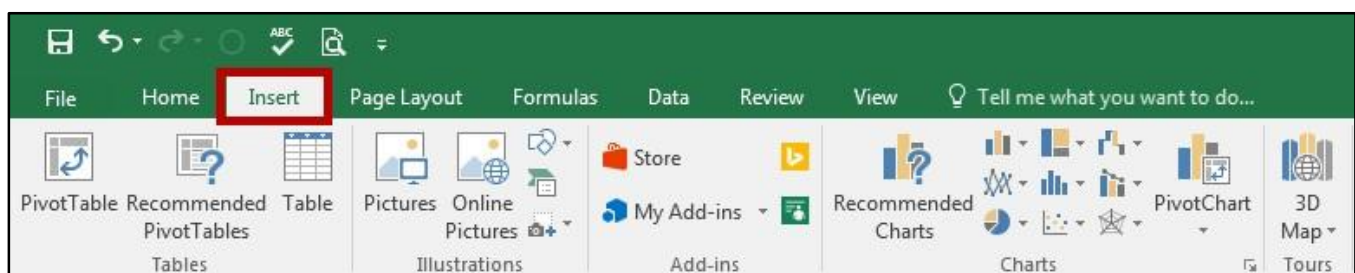 ABC
File Home Insert Page Layout Formulas Data Review View Tell me what you want to do...
PivotTable Recommended PivotTables Table
Pictures Online Pictures
Store
My Add-ins
Recommended Charts
PivotChart
3D Map
Tables Illustrations Add-ins Charts Tours